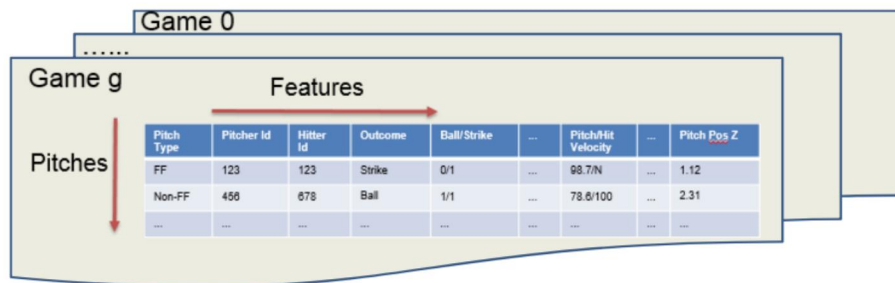 Game 0
......
Game g
Features
Pitches
Pitch Type Pitcher Id Hitter Id Outcome Ball/Strike ... Pitch/Hit Velocity ... Pitch Pos Z
FF 123 123 Strike 0/1 ... 98.7/N ... 1.12
Non-FF 456 678 Ball 1/1 ... 78.6/100 ... 2.31
... ... ... ... ... ... ... ... ...